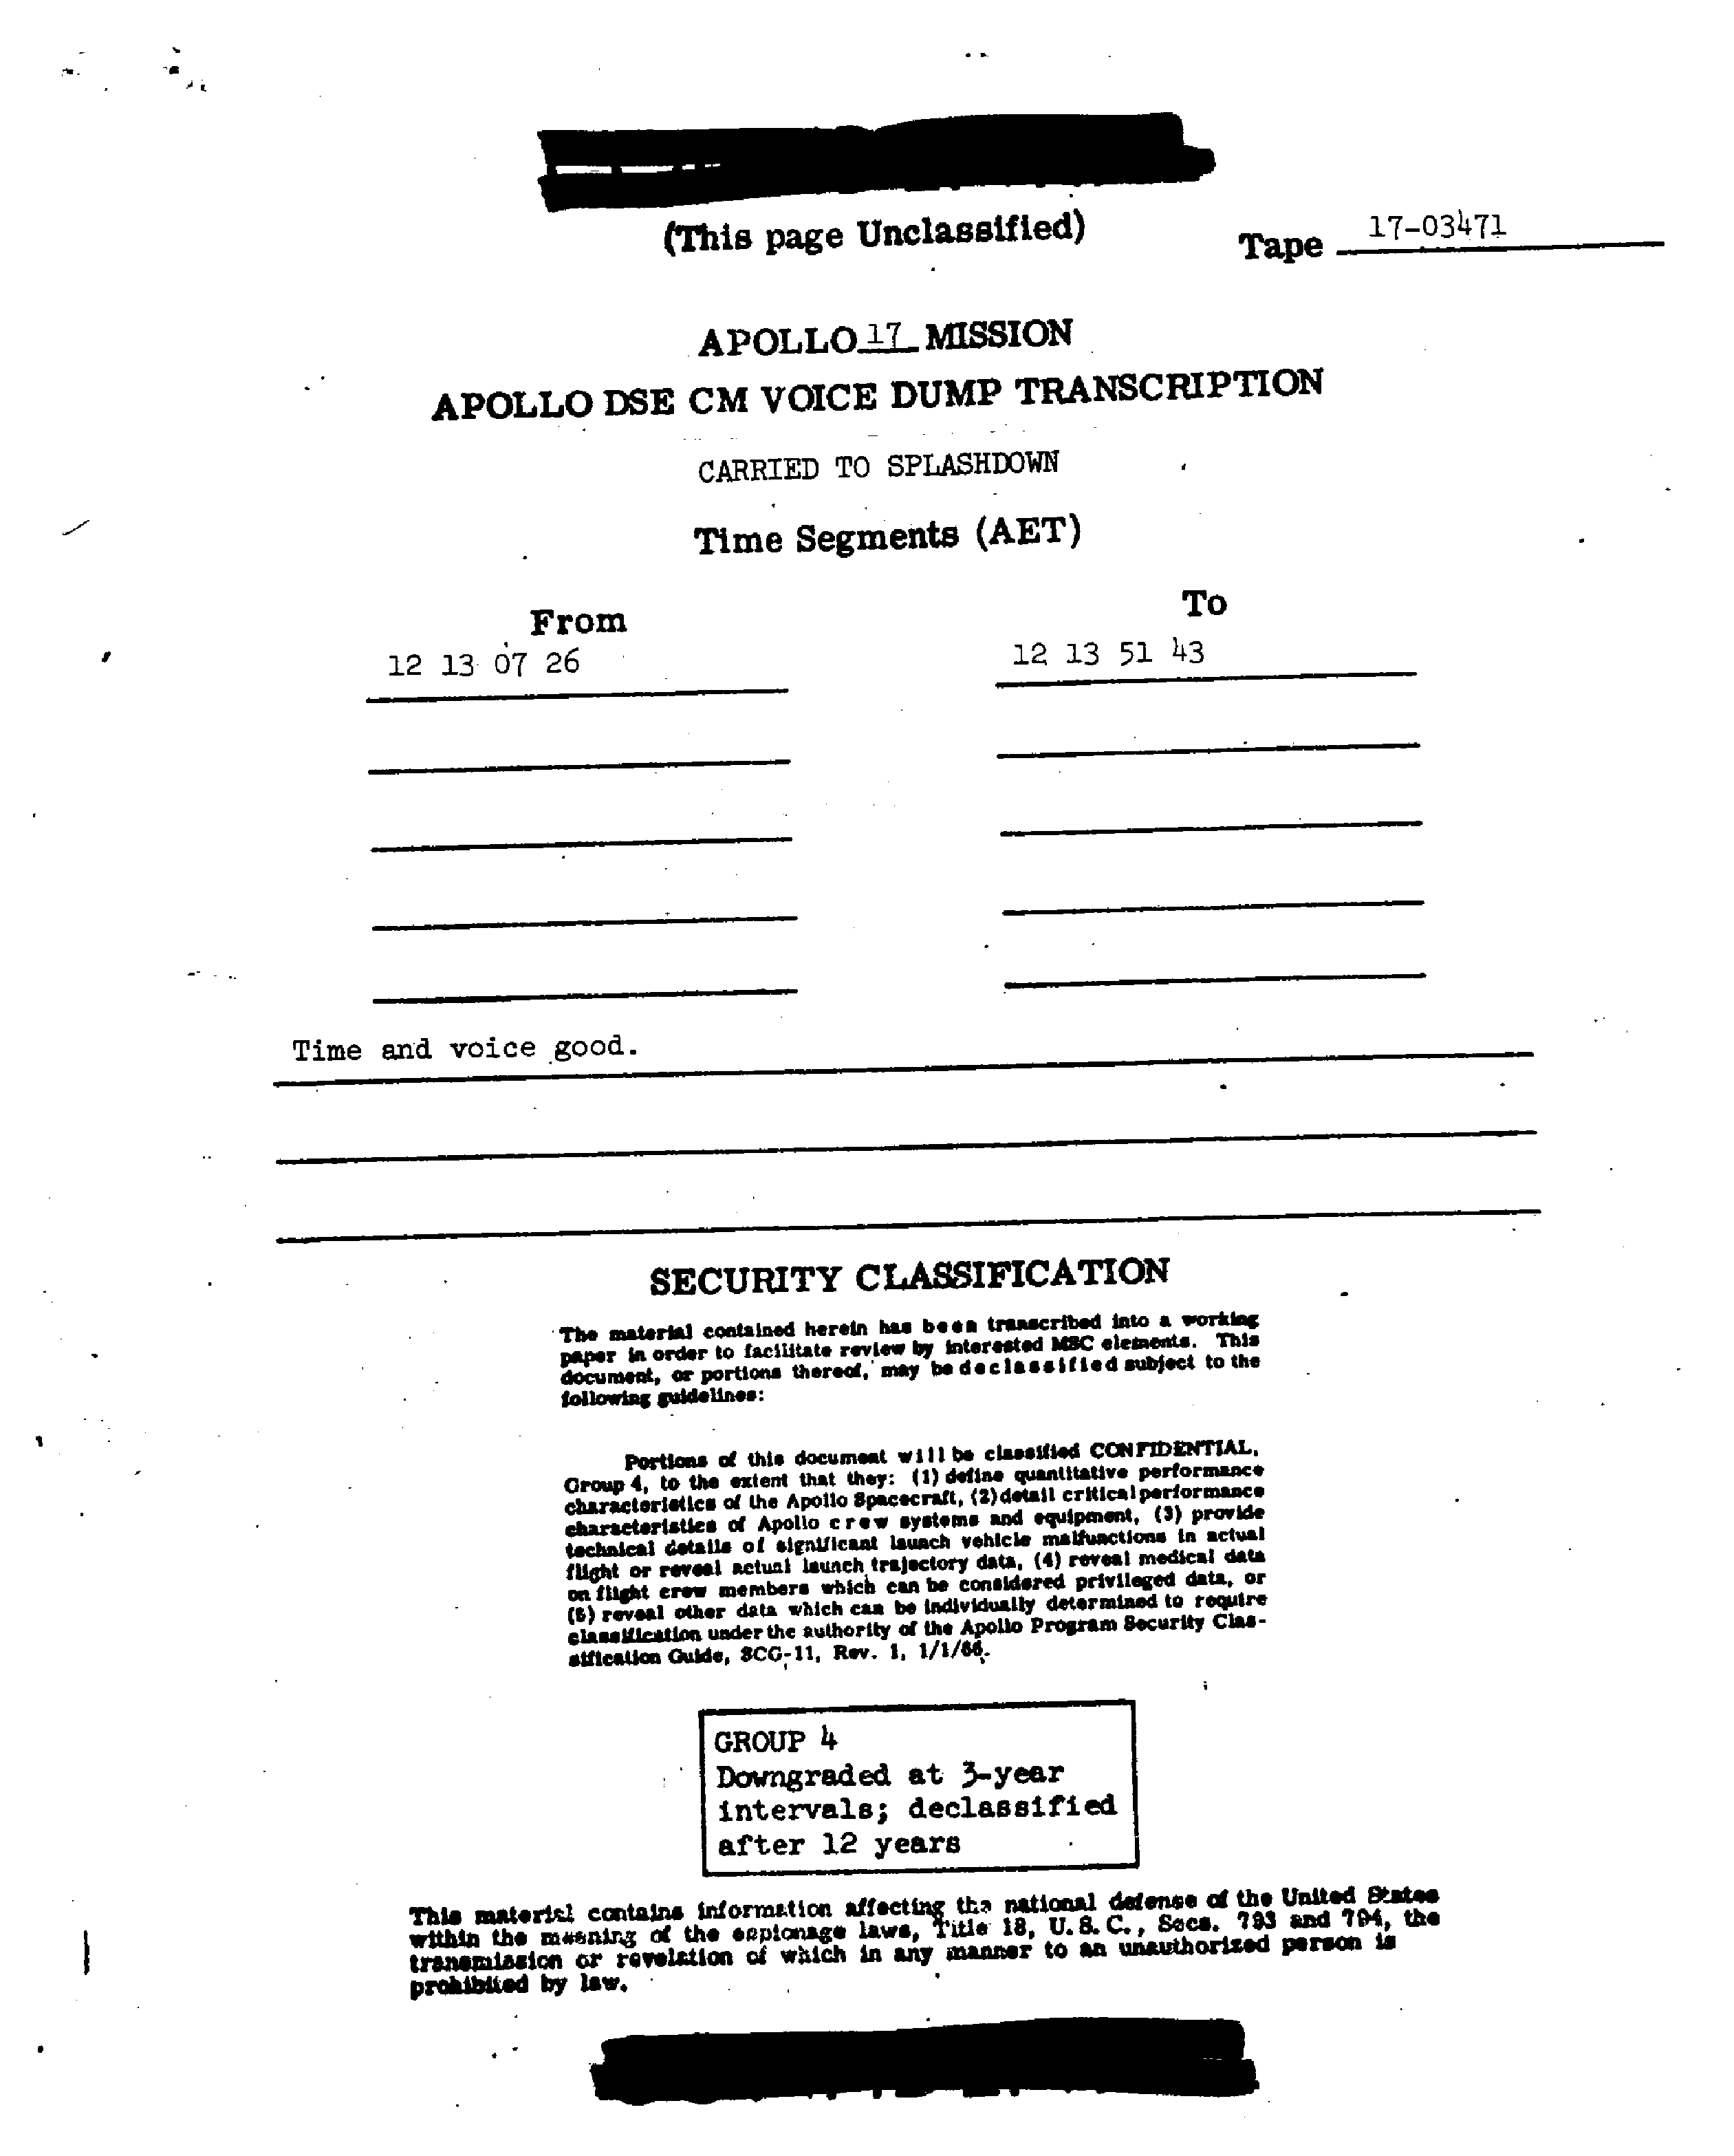 (This page Unclassified)
Tape 17-03471
APOLLO 17 MISSION
APOLLO DSE CM VOICE DUMP TRANSCRIPTION
CARRIED TO SPLASHDOWN
Time Segments (AET)
From To
12 13 07 26 12 13 51 43
Time and voice good.
SECURITY CLASSIFICATION
The material contained herein has been transcribed into a working
paper in order to facilitate review by interested MSC elements. This
document, or portions thereof, may be declassified subject to the
following guidelines:
Portions of this document will be classified CONFIDENTIAL,
Group 4, to the extent that they: (1) define quantitative performance
characteristics of the Apollo Spacecraft, (2) detail critical performance
characteristics of Apollo crew systems and equipment, (3) provide
technical details of significant launch vehicle malfunctions in actual
flight or reveal actual launch trajectory data, (4) reveal medical data
on flight crew members which can be considered privileged data, or
(5) reveal other data which can be individually determined to require
classification under the authority of the Apollo Program Security Clas-
sification Guide, SCG-11, Rev. 1, 1/1/66.
GROUP 4
Downgraded at 3-year
intervals; declassified
after 12 years
This material contains information affecting the national defense of the United States
within the meaning of the espionage laws, Title 18, U.S.C., Secs. 793 and 794, the
transmission or revelation of which in any manner to an unauthorized person is
prohibited by law.